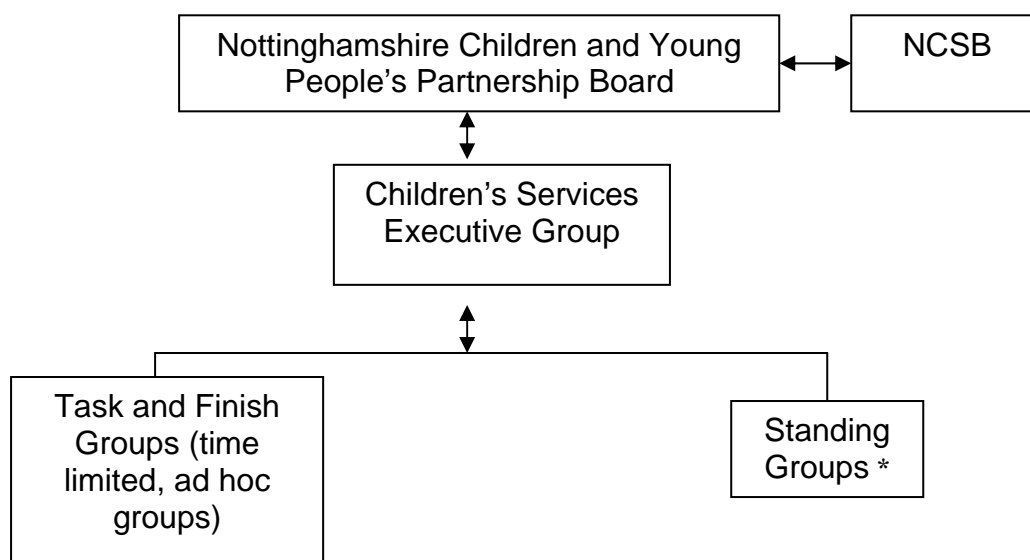 Nottinghamshire Children and Young
People’s Partnership Board
NCSB
Children’s Services
Executive Group
Task and Finish
Groups (time
limited, ad hoc
groups)
Standing
Groups *